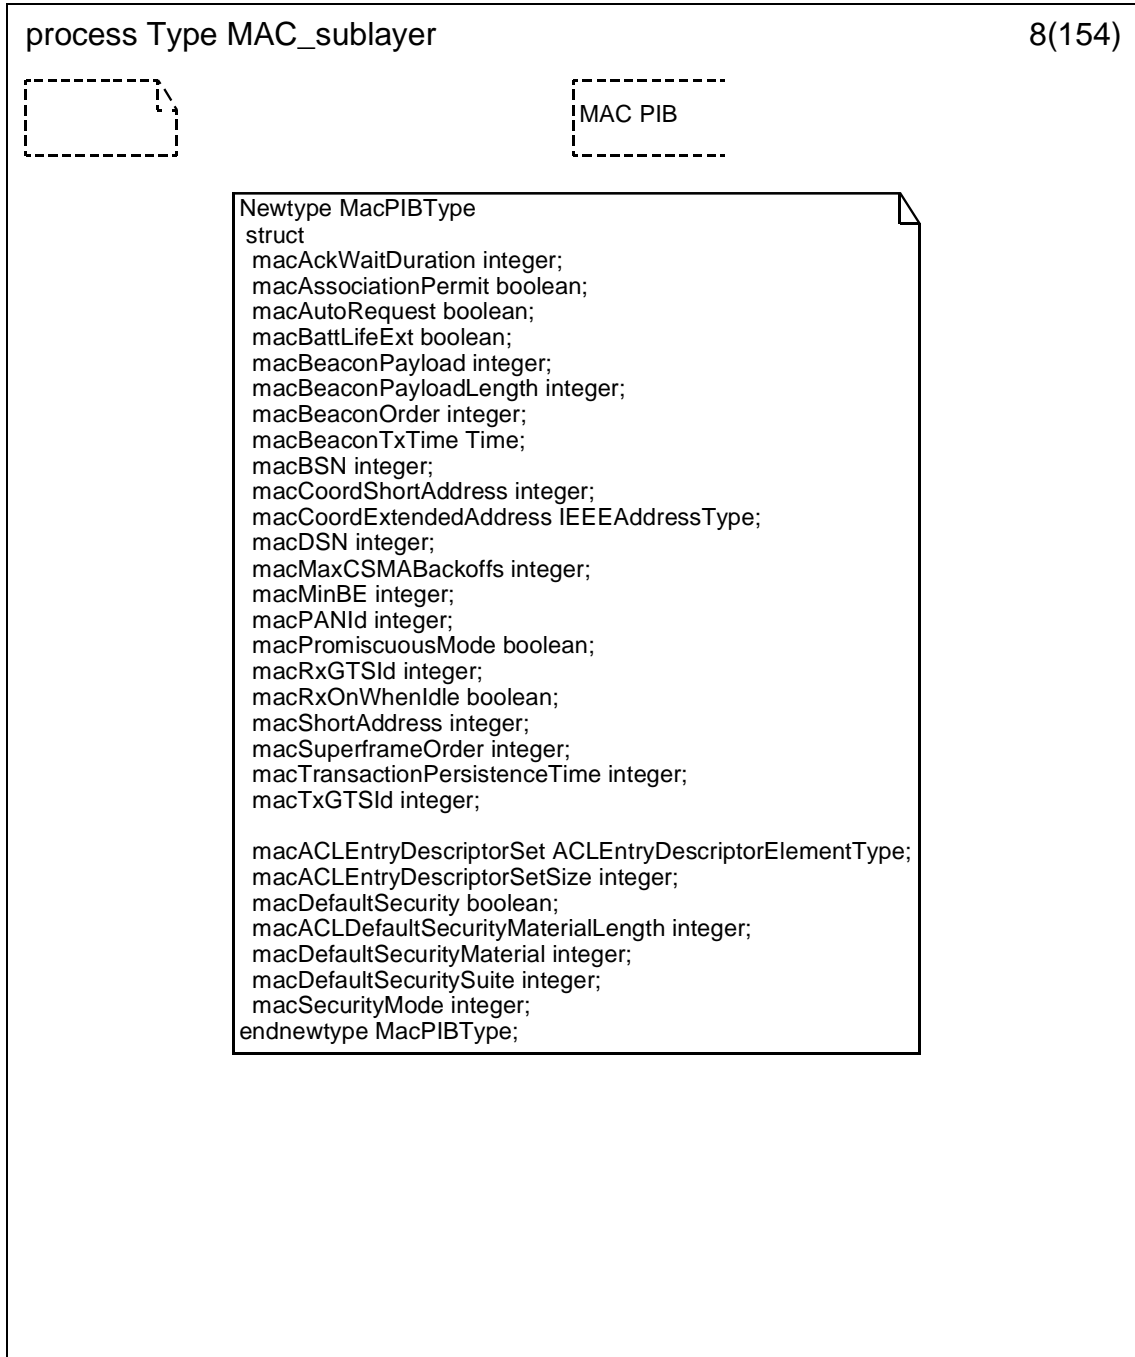 process Type MAC_sublayer 8(154)
MAC PIB
Newtype MacPIBType
struct
macAckWaitDuration integer;
macAssociationPermit boolean;
macAutoRequest boolean;
macBattLifeExt boolean;
macBeaconPayload integer;
macBeaconPayloadLength integer;
macBeaconOrder integer;
macBeaconTxTime Time;
macBSN integer;
macCoordShortAddress integer;
macCoordExtendedAddress IEEEAddressType;
macDSN integer;
macMaxCSMABackoffs integer;
macMinBE integer;
macPANId integer;
macPromiscuousMode boolean;
macRxGTSId integer;
macRxOnWhenIdle boolean;
macShortAddress integer;
macSuperframeOrder integer;
macTransactionPersistenceTime integer;
macTxGTSId integer;
macACLEntryDescriptorSet ACLEntryDescriptorElementType;
macACLEntryDescriptorSetSize integer;
macDefaultSecurity boolean;
macACLDefaultSecurityMaterialLength integer;
macDefaultSecurityMaterial integer;
macDefaultSecuritySuite integer;
macSecurityMode integer;
endnewtype MacPIBType;